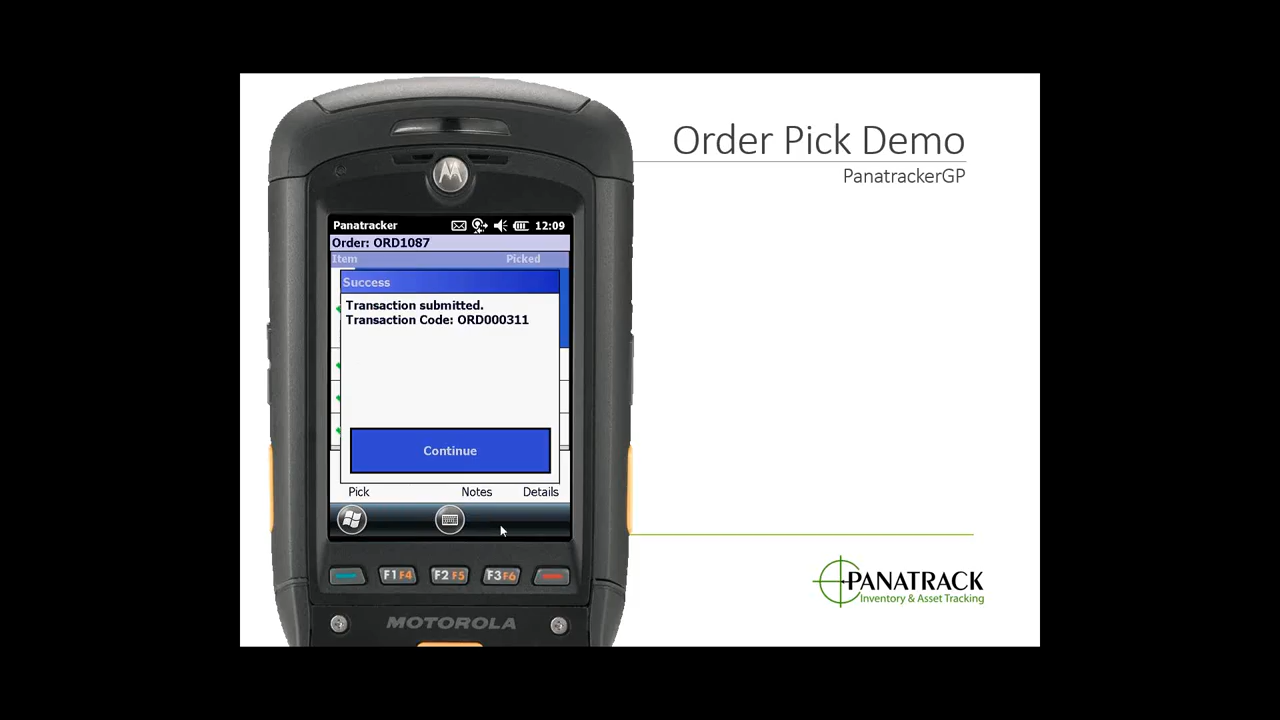 Order Pick Demo
PanatrackerGP
Panatracker 12:09
Order: ORD1087
Item Picked
Success
Transaction submitted.
Transaction Code: ORD000311
Continue
Pick Notes Details
F1 F4 F2 F5 F3 F6
MOTOROLA
PANATRACK
Inventory & Asset Tracking